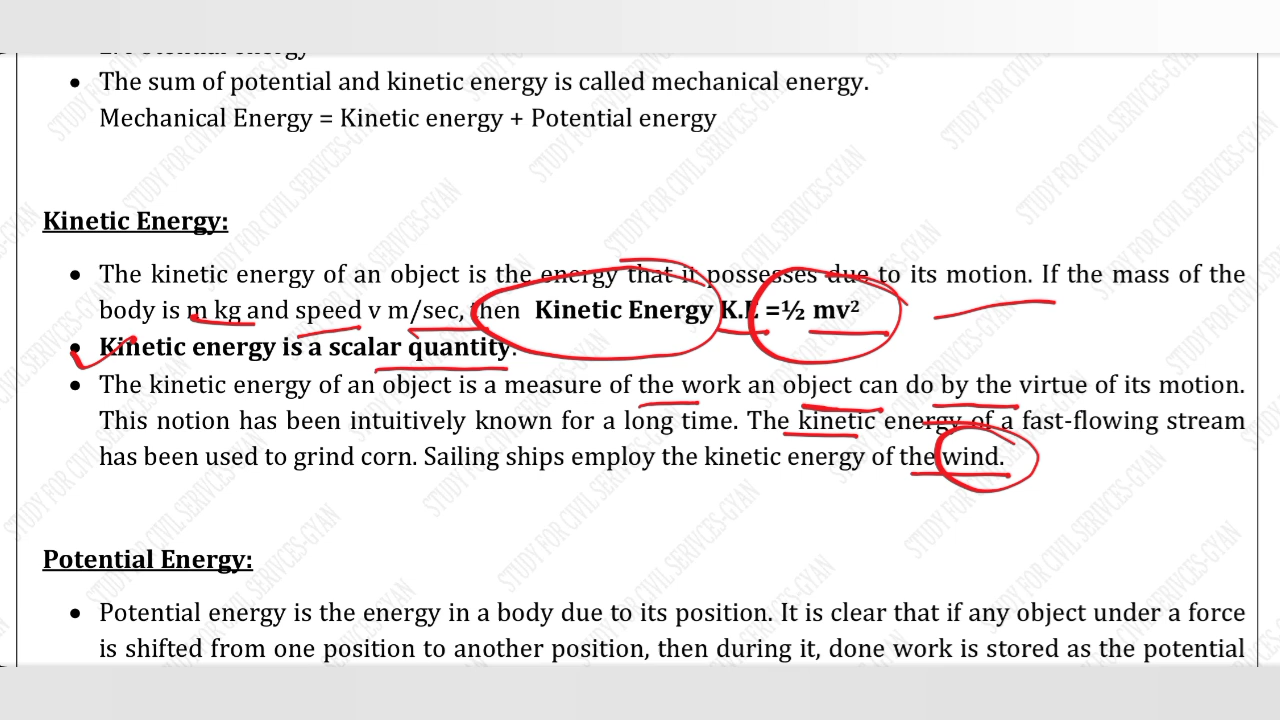 • The sum of potential and kinetic energy is called mechanical energy.
Mechanical Energy = Kinetic energy + Potential energy
Kinetic Energy:
• The kinetic energy of an object is the energy that it possesses due to its motion. If the mass of the
body is m kg and speed v m/sec, then Kinetic Energy K.E =½ mv²
• Kinetic energy is a scalar quantity.
• The kinetic energy of an object is a measure of the work an object can do by the virtue of its motion.
This notion has been intuitively known for a long time. The kinetic energy of a fast-flowing stream
has been used to grind corn. Sailing ships employ the kinetic energy of the wind.
Potential Energy:
• Potential energy is the energy in a body due to its position. It is clear that if any object under a force
is shifted from one position to another position, then during it, done work is stored as the potential
STUDY FOR CIVIL SERIVCES-GYAN